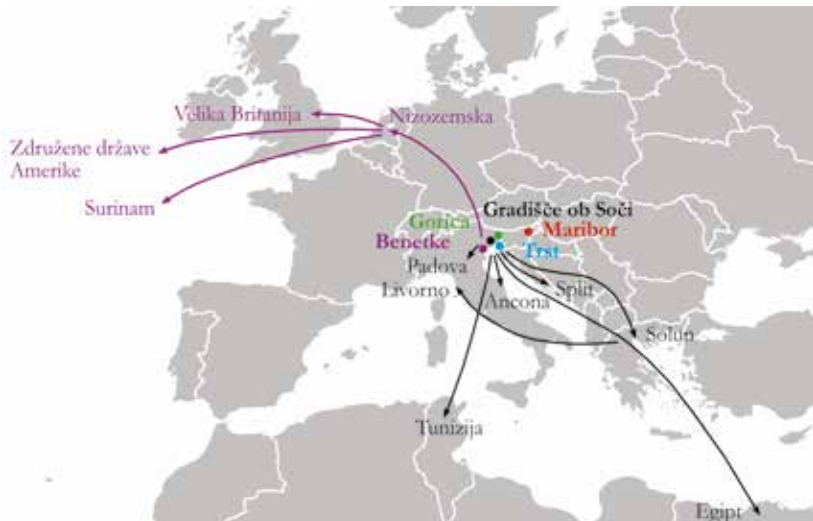 Velika Britanija
Nizozemska
Združene države
Amerike
Surinam
Gradišče ob Soči
Gorica
Maribor
Benetke
Trst
Padova
Livorno
Ancona
Split
Solun
Tunizija
Egipt